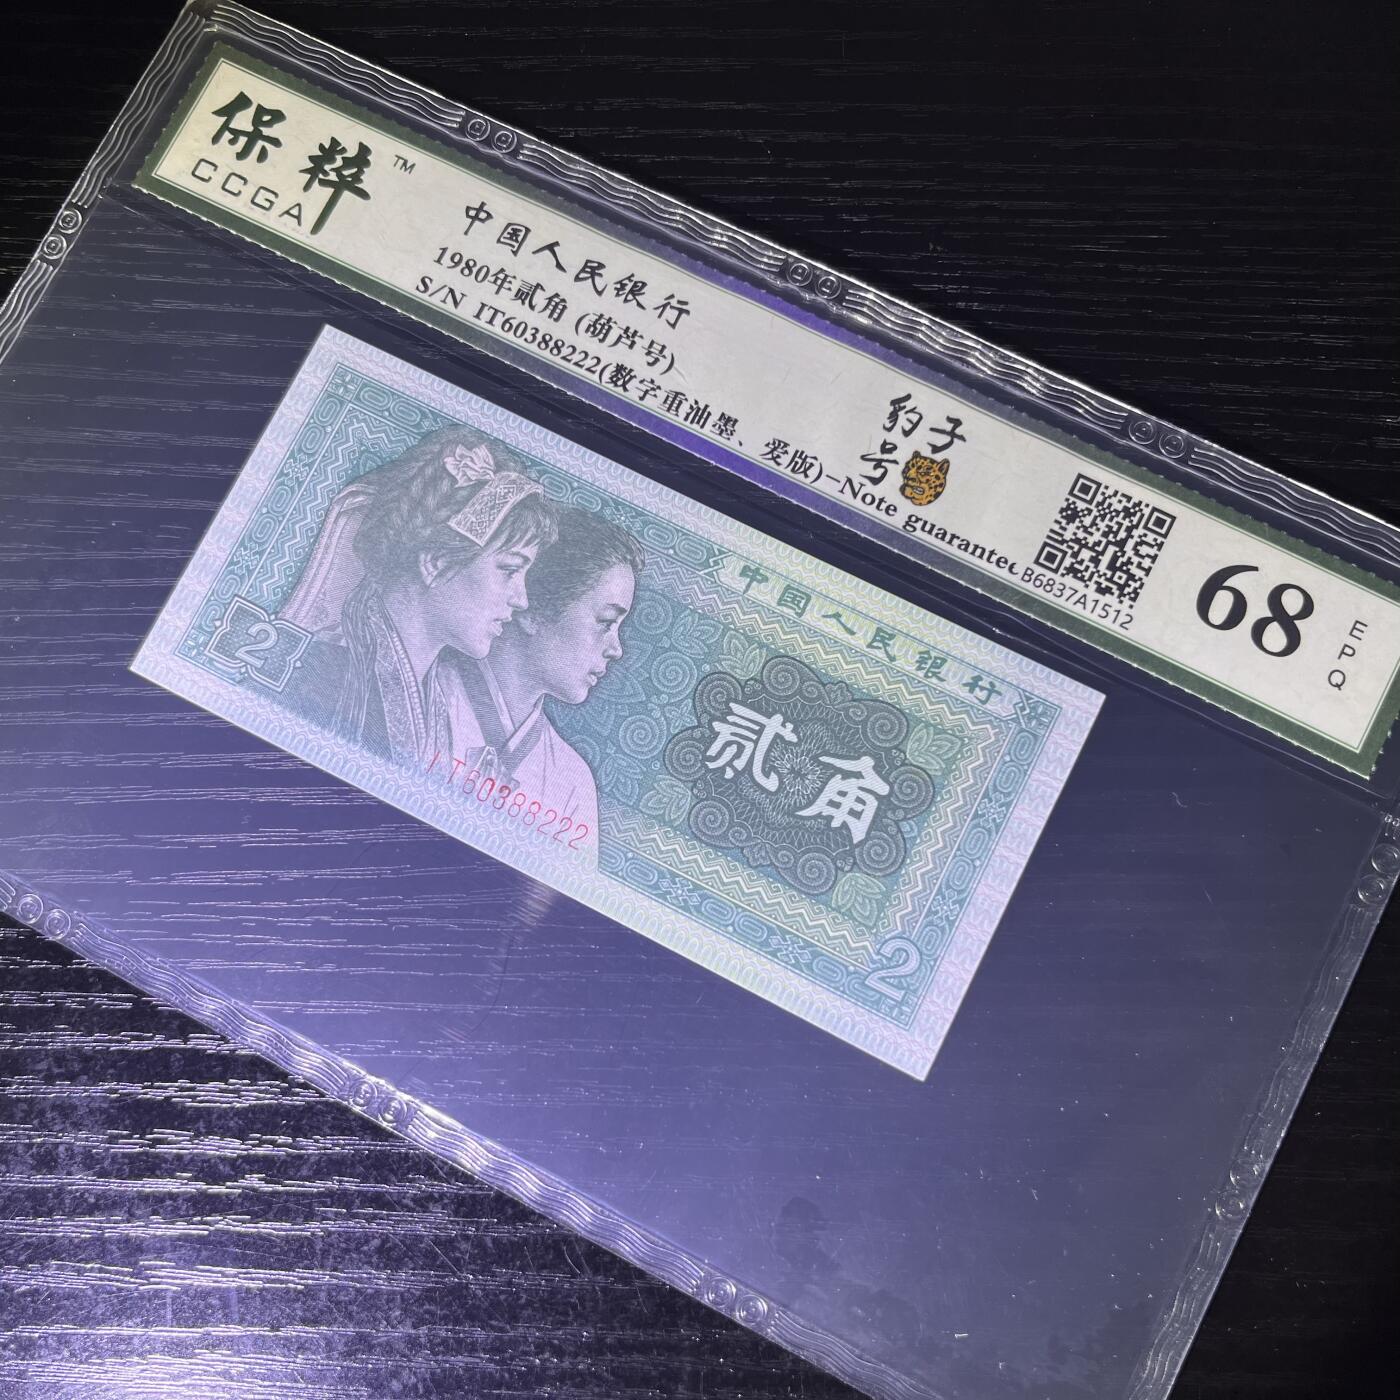 保粹™
CCGA
中国人民银行
1980年贰角 (葫芦号)
S/N IT60388222(数字重油墨、爱版)-Note guarantee
豹子
号
B6837A1512
68
EPQ
中国人民银行
贰角
2
IT60388222
2